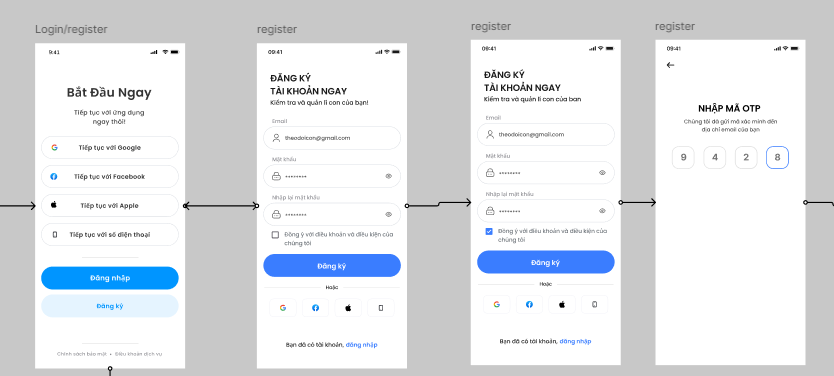 Login/register
9:41
Bắt Đầu Ngay
Tiếp tục với ứng dụng
ngay thôi!
Tiếp tục với Google
Tiếp tục với Facebook
Tiếp tục với Apple
Tiếp tục với số điện thoại
Đăng nhập
Đăng ký
Chính sách bảo mật • Điều khoản dịch vụ
register
09:41
ĐĂNG KÝ
TÀI KHOẢN NGAY
Kiểm tra và quản lí con của bạn!
Email
theodoicon@gmail.com
Mật khẩu
Nhập lại mật khẩu
Đồng ý với điều khoản và điều kiện của
chúng tôi
Đăng ký
Hoặc
Bạn đã có tài khoản, đăng nhập
register
09:41
ĐĂNG KÝ
TÀI KHOẢN NGAY
Kiểm tra và quản lí con của ban
Email
theodoicon@gmail.com
Mật khẩu
Nhập lại mật khẩu
Đồng ý với điều khoản và điều kiện của
chúng tôi
Đăng ký
Hoặc
Bạn đã có tài khoản, đăng nhập
register
09:41
NHẬP MÃ OTP
Chúng tôi đã gửi mã xác minh đến
địa chỉ email của bạn
9 4 2 8